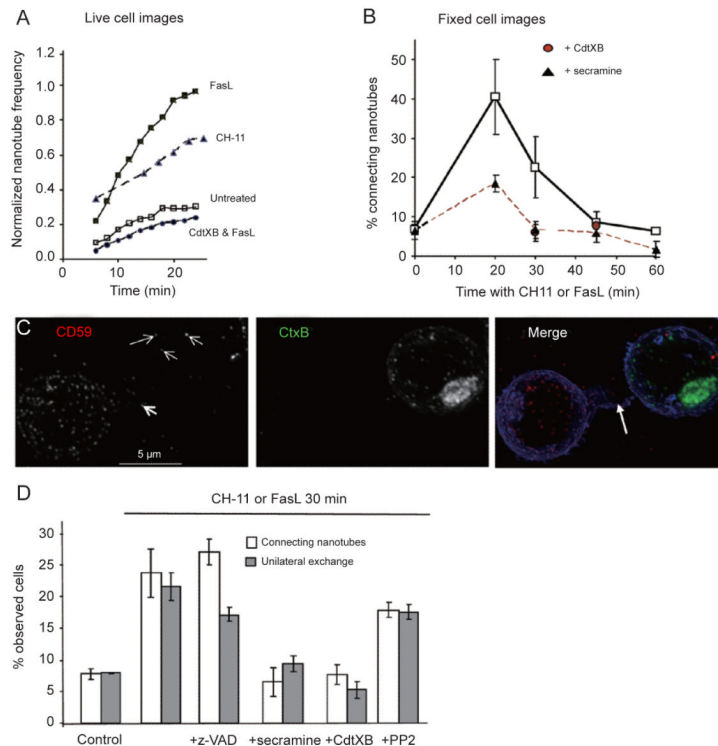 A
Live cell images
Normalized nanotube frequency
1.2
1.0
0.8
0.6
0.4
0.2
0
0
10
20
Time (min)
FasL
CH-11
Untreated
CdtXB & FasL
B
Fixed cell images
+ CdtXB
+ secramine
% connecting nanotubes
50
40
30
20
10
0
0
10
20
30
40
50
60
Time with CH11 or FasL (min)
C
CD59
5 µm
CtxB
Merge
D
CH-11 or FasL 30 min
Connecting nanotubes
Unilateral exchange
% observed cells
30
25
20
15
10
5
0
Control
+z-VAD
+secramine
+CdtXB
+PP2